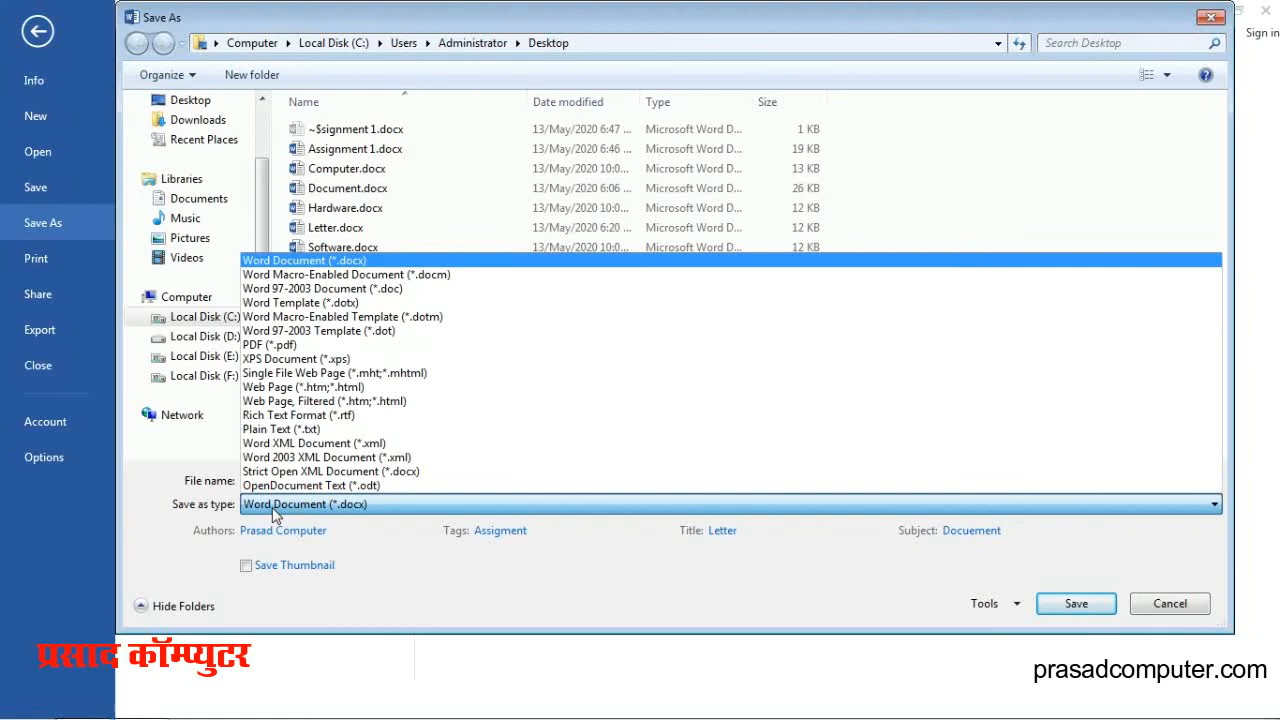 Save As
Computer Local Disk (C:) Users Administrator Desktop
Search Desktop
Sign in
Organize
New folder
Info
New
Open
Save
Save As
Print
Share
Export
Close
Account
Options
Desktop
Downloads
Recent Places
Libraries
Documents
Music
Pictures
Videos
Computer
Local Disk (C:)
Local Disk (D:)
Local Disk (E:)
Local Disk (F:)
Network
Name Date modified Type Size
~$signment 1.docx 13/May/2020 6:47 ... Microsoft Word D... 1 KB
Assignment 1.docx 13/May/2020 6:46 ... Microsoft Word D... 19 KB
Computer.docx 13/May/2020 10:0... Microsoft Word D... 13 KB
Document.docx 13/May/2020 6:06 ... Microsoft Word D... 26 KB
Hardware.docx 13/May/2020 10:0... Microsoft Word D... 12 KB
Letter.docx 13/May/2020 6:20 ... Microsoft Word D... 12 KB
Software.docx 13/May/2020 10:0... Microsoft Word D... 12 KB
Word Document (*.docx)
Word Macro-Enabled Document (*.docm)
Word 97-2003 Document (*.doc)
Word Template (*.dotx)
Word Macro-Enabled Template (*.dotm)
Word 97-2003 Template (*.dot)
PDF (*.pdf)
XPS Document (*.xps)
Single File Web Page (*.mht;*.mhtml)
Web Page (*.htm;*.html)
Web Page, Filtered (*.htm;*.html)
Rich Text Format (*.rtf)
Plain Text (*.txt)
Word XML Document (*.xml)
Word 2003 XML Document (*.xml)
Strict Open XML Document (*.docx)
OpenDocument Text (*.odt)
File name:
Save as type: Word Document (*.docx)
Authors: Prasad Computer Tags: Assigment Title: Letter Subject: Docuement
Save Thumbnail
Hide Folders
Tools Save Cancel
प्रसाद कॉम्प्युटर
prasadcomputer.com